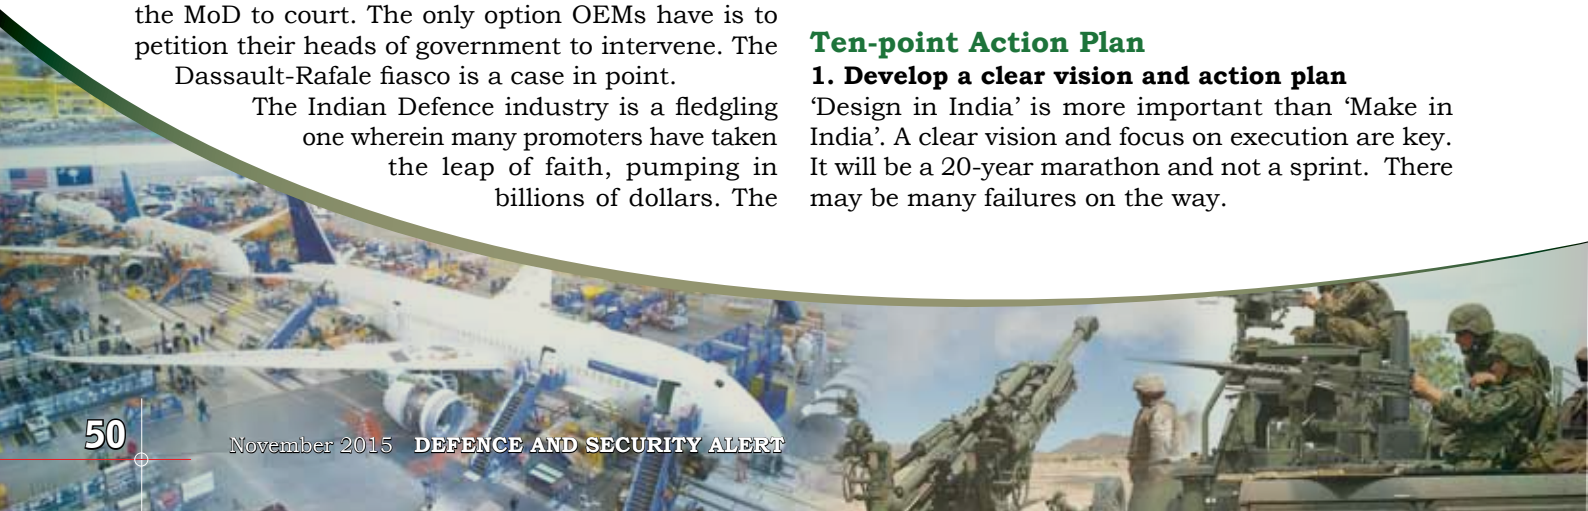 the MoD to court. The only option OEMs have is to
petition their heads of government to intervene. The
Dassault-Rafale fiasco is a case in point.
The Indian Defence industry is a fledgling
one wherein many promoters have taken
the leap of faith, pumping in
billions of dollars. The
Ten-point Action Plan
1. Develop a clear vision and action plan
‘Design in India’ is more important than ‘Make in
India’. A clear vision and focus on execution are key.
It will be a 20-year marathon and not a sprint.  There
may be many failures on the way.
50
November 2015 DEFENCE AND SECURITY ALERT